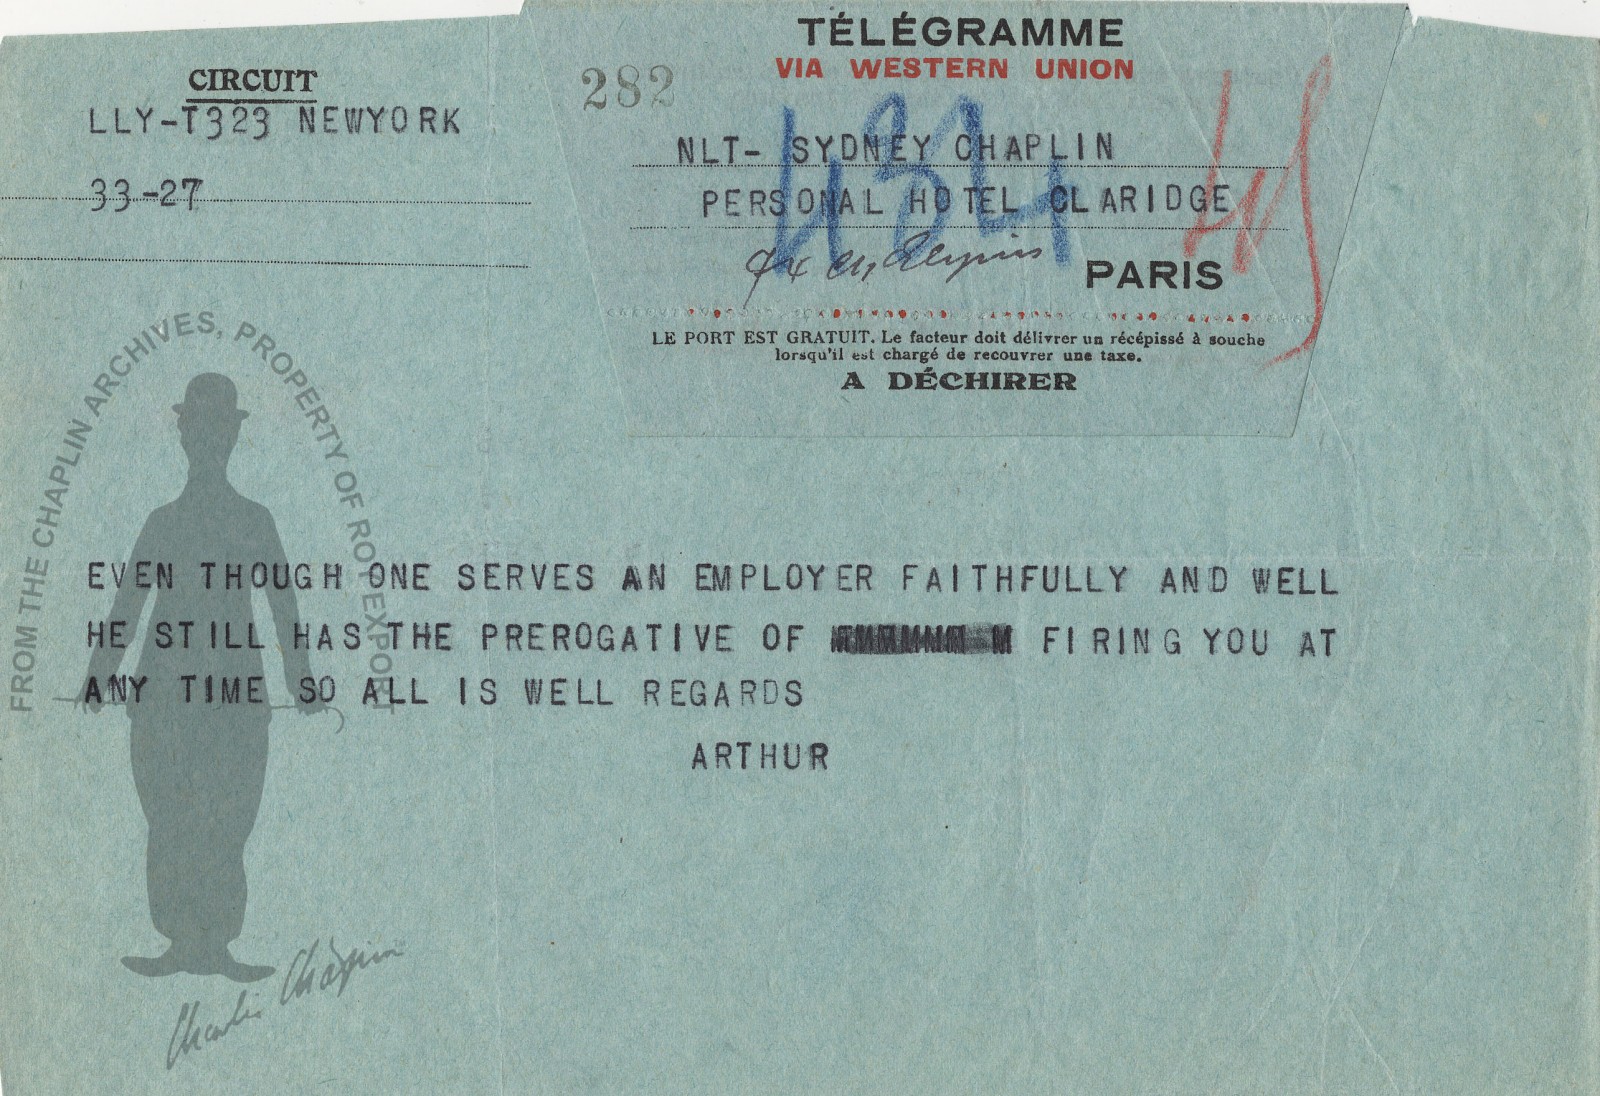 TÉLÉGRAMME
VIA WESTERN UNION
CIRCUIT
282
LLY-T323 NEWYORK
434
45
NLT- SYDNEY CHAPLIN
33-27
PERSONAL HOTEL CLARIDGE
PARIS
LE PORT EST GRATUIT. Le facteur doit délivrer un récépissé à souche
lorsqu'il est chargé de recouvrer une taxe.
A DÉCHIRER
FROM THE CHAPLIN ARCHIVES, PROPERTY OF ROY EXPORT
EVEN THOUGH ONE SERVES AN EMPLOYER FAITHFULLY AND WELL
HE STILL HAS THE PREROGATIVE OF FIRING YOU AT
ANY TIME SO ALL IS WELL REGARDS
ARTHUR
Charlie Chaplin